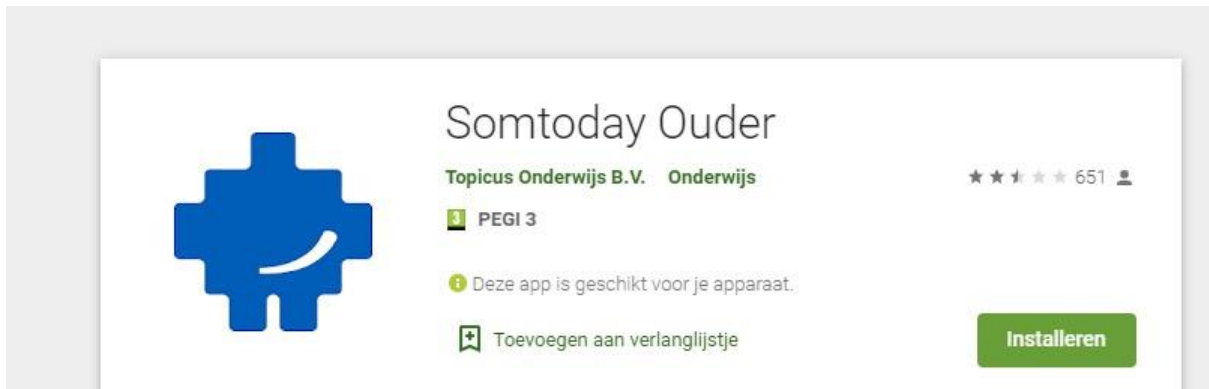 Somtoday Ouder
Topicus Onderwijs B.V. Onderwijs
651
3 PEGI 3
Deze app is geschikt voor je apparaat.
Toevoegen aan verlanglijstje
Installeren